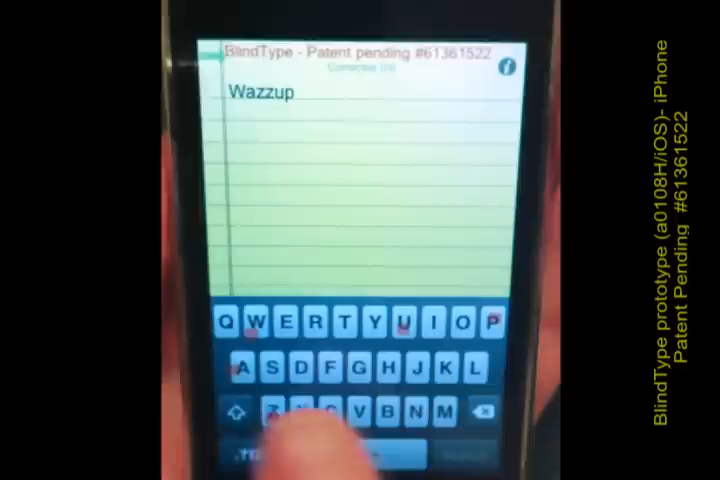 BlindType - Patent pending #61361522
Wazzup
Q W E R T Y U I O P
A S D F G H J K L
Z C V B N M
BlindType prototype (a0108H/iOS)- iPhone
Patent Pending #61361522